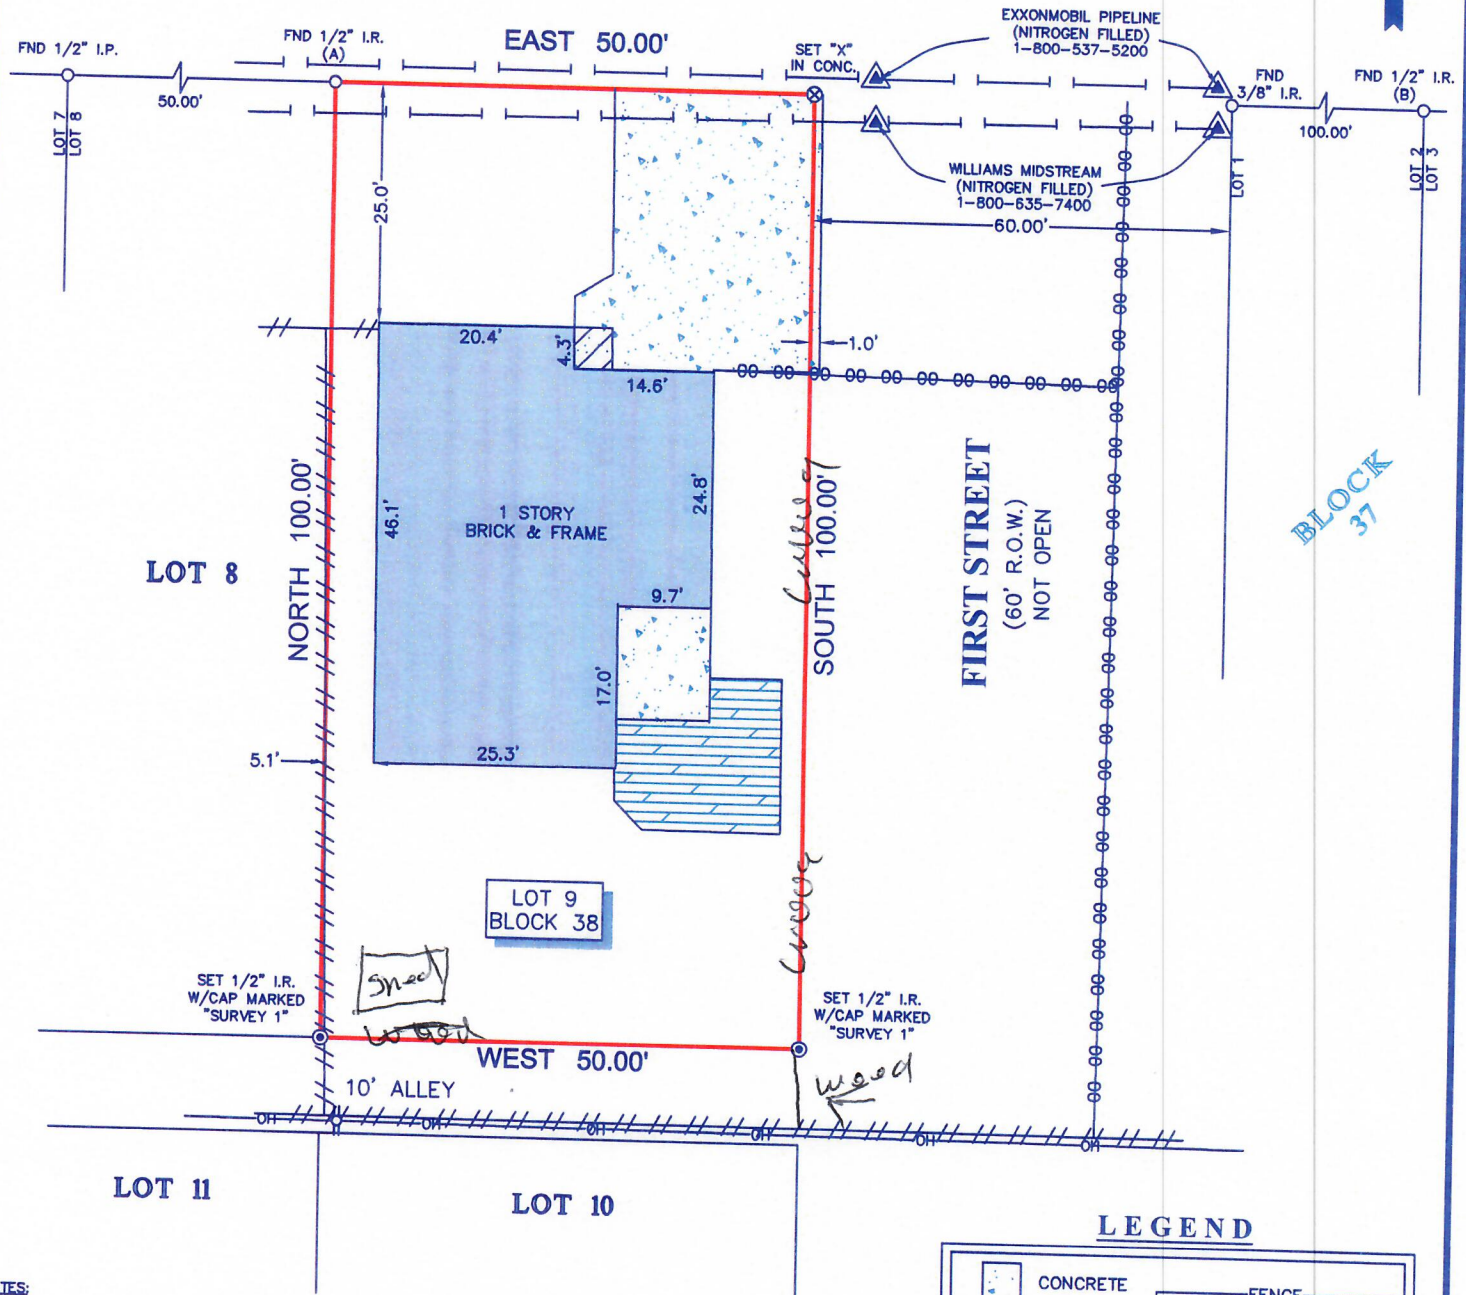 EXXONMOBIL PIPELINE
(NITROGEN FILLED)
1-800-537-5200
FND 1/2" I.P.
FND 1/2" I.R.
(A)
EAST 50.00'
SET "X"
IN CONC.
FND
3/8" I.R.
FND 1/2" I.R.
(B)
50.00'
100.00'
LOT 7
LOT 8
LOT 1
LOT 2
LOT 3
WILLIAMS MIDSTREAM
(NITROGEN FILLED)
1-800-635-7400
25.0'
60.00'
20.4'
4.3'
1.0'
14.6'
NORTH 100.00'
46.1'
1 STORY
BRICK & FRAME
24.8'
SOUTH 100.00'
FIRST STREET
(60' R.O.W.)
NOT OPEN
BLOCK
37
LOT 8
9.7'
17.0'
5.1'
25.3'
LOT 9
BLOCK 38
Shed
SET 1/2" I.R.
W/CAP MARKED
"SURVEY 1"
SET 1/2" I.R.
W/CAP MARKED
"SURVEY 1"
wood
WEST 50.00'
wood
10' ALLEY
OH OH OH OH OH OH
LOT 11
LOT 10
LEGEND
CONCRETE
FENCE
TES: